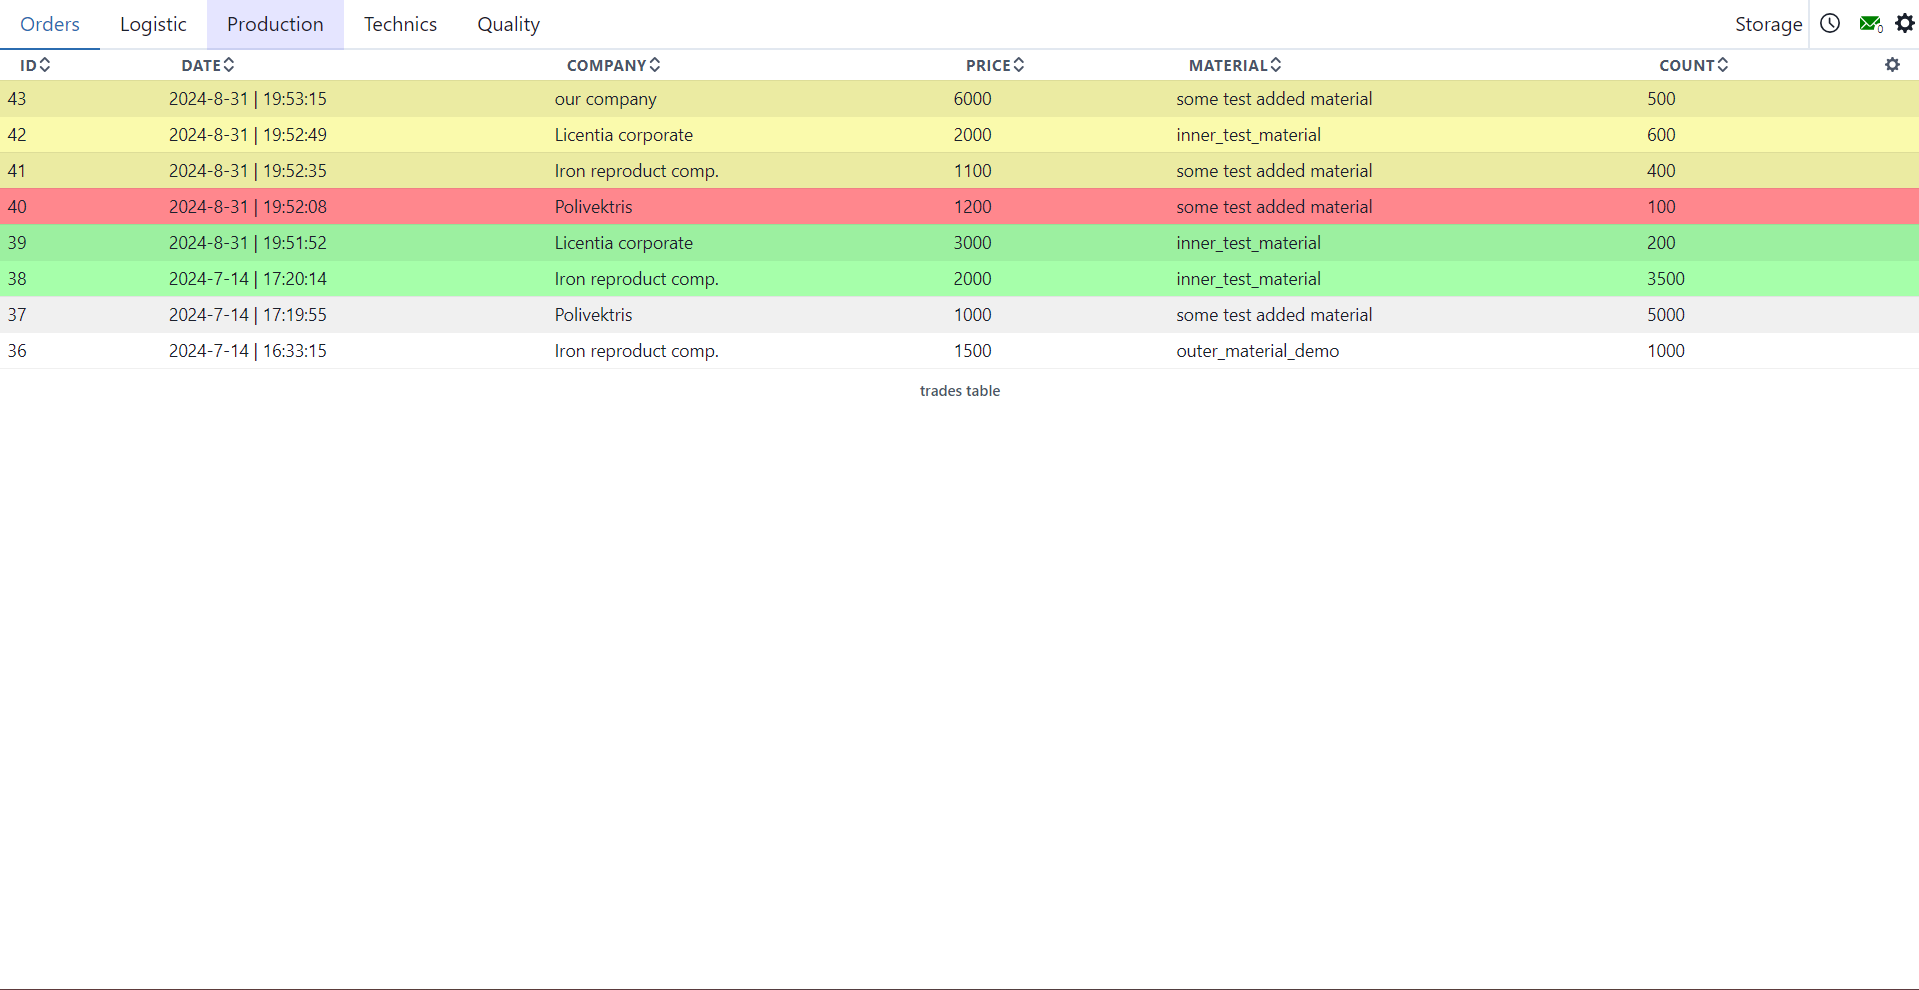 Orders Logistic Production Technics Quality Storage 0
ID DATE COMPANY PRICE MATERIAL COUNT
43 2024-8-31 | 19:53:15 our company 6000 some test added material 500
42 2024-8-31 | 19:52:49 Licentia corporate 2000 inner_test_material 600
41 2024-8-31 | 19:52:35 Iron reproduct comp. 1100 some test added material 400
40 2024-8-31 | 19:52:08 Polivektris 1200 some test added material 100
39 2024-8-31 | 19:51:52 Licentia corporate 3000 inner_test_material 200
38 2024-7-14 | 17:20:14 Iron reproduct comp. 2000 inner_test_material 3500
37 2024-7-14 | 17:19:55 Polivektris 1000 some test added material 5000
36 2024-7-14 | 16:33:15 Iron reproduct comp. 1500 outer_material_demo 1000
trades table